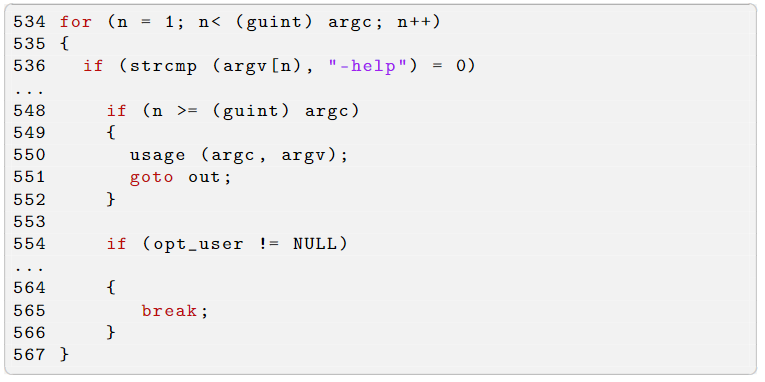 534 for (n = 1; n< (guint) argc; n++)
535 {
536   if (strcmp (argv[n), "-help") = 0)
...
548     if (n >= (guint) argc)
549     {
550       usage (argc, argv);
551       goto out;
552     }
553
554     if (opt_user != NULL)
...
564     {
565        break;
566     }
567 }